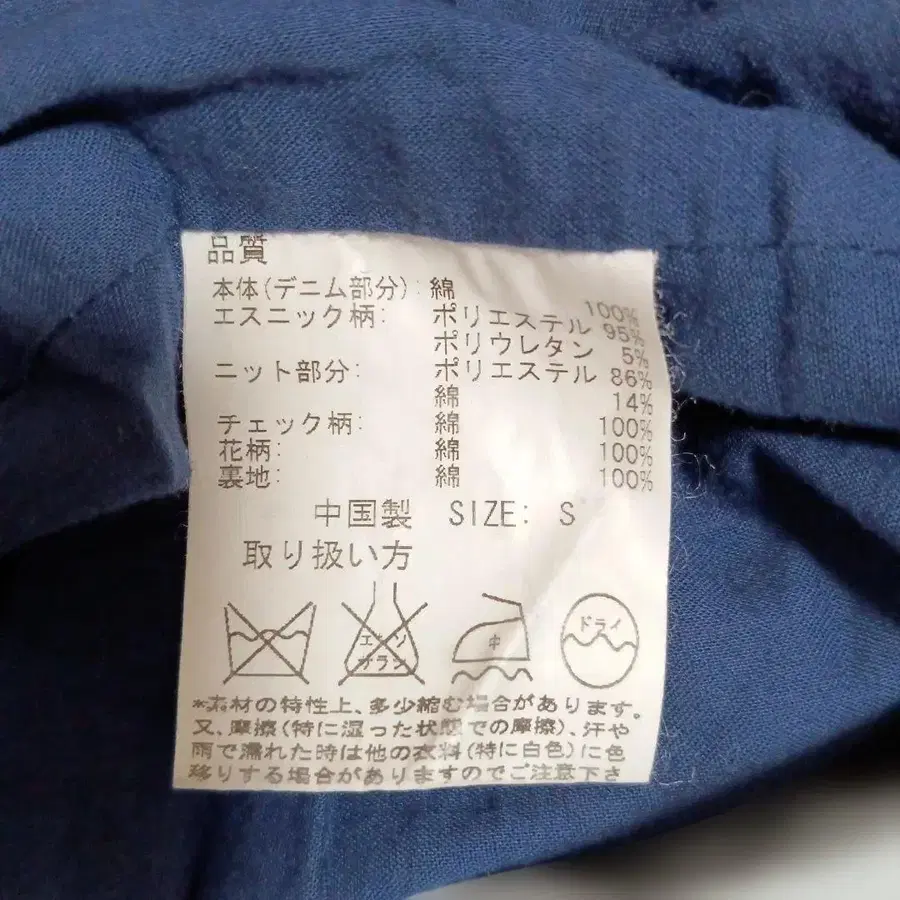 品質
本体(デニム部分):綿 100%
エスニック柄: ポリエステル 95%
ポリウレタン 5%
ニット部分: ポリエステル 86%
綿 14%
チェック柄: 綿 100%
花柄: 綿 100%
裏地: 綿 100%
中国製 SIZE: S
取り扱い方
エンソ サラシ 中 ドライ
*素材の特性上、多少縮む場合があります。
又、摩擦(特に湿った状態での摩擦)、汗や
雨で濡れた時は他の衣料(特に白色)に色
移りする場合がありますのでご注意下さ